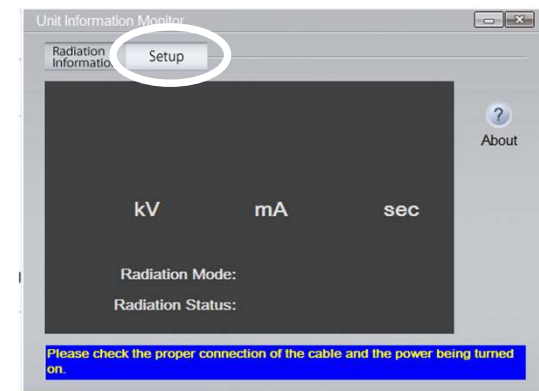 Unit Information Monitor
Radiation
Information
Setup
?
About
kV mA sec
Radiation Mode:
Radiation Status:
Please check the proper connection of the cable and the power being turned
on.